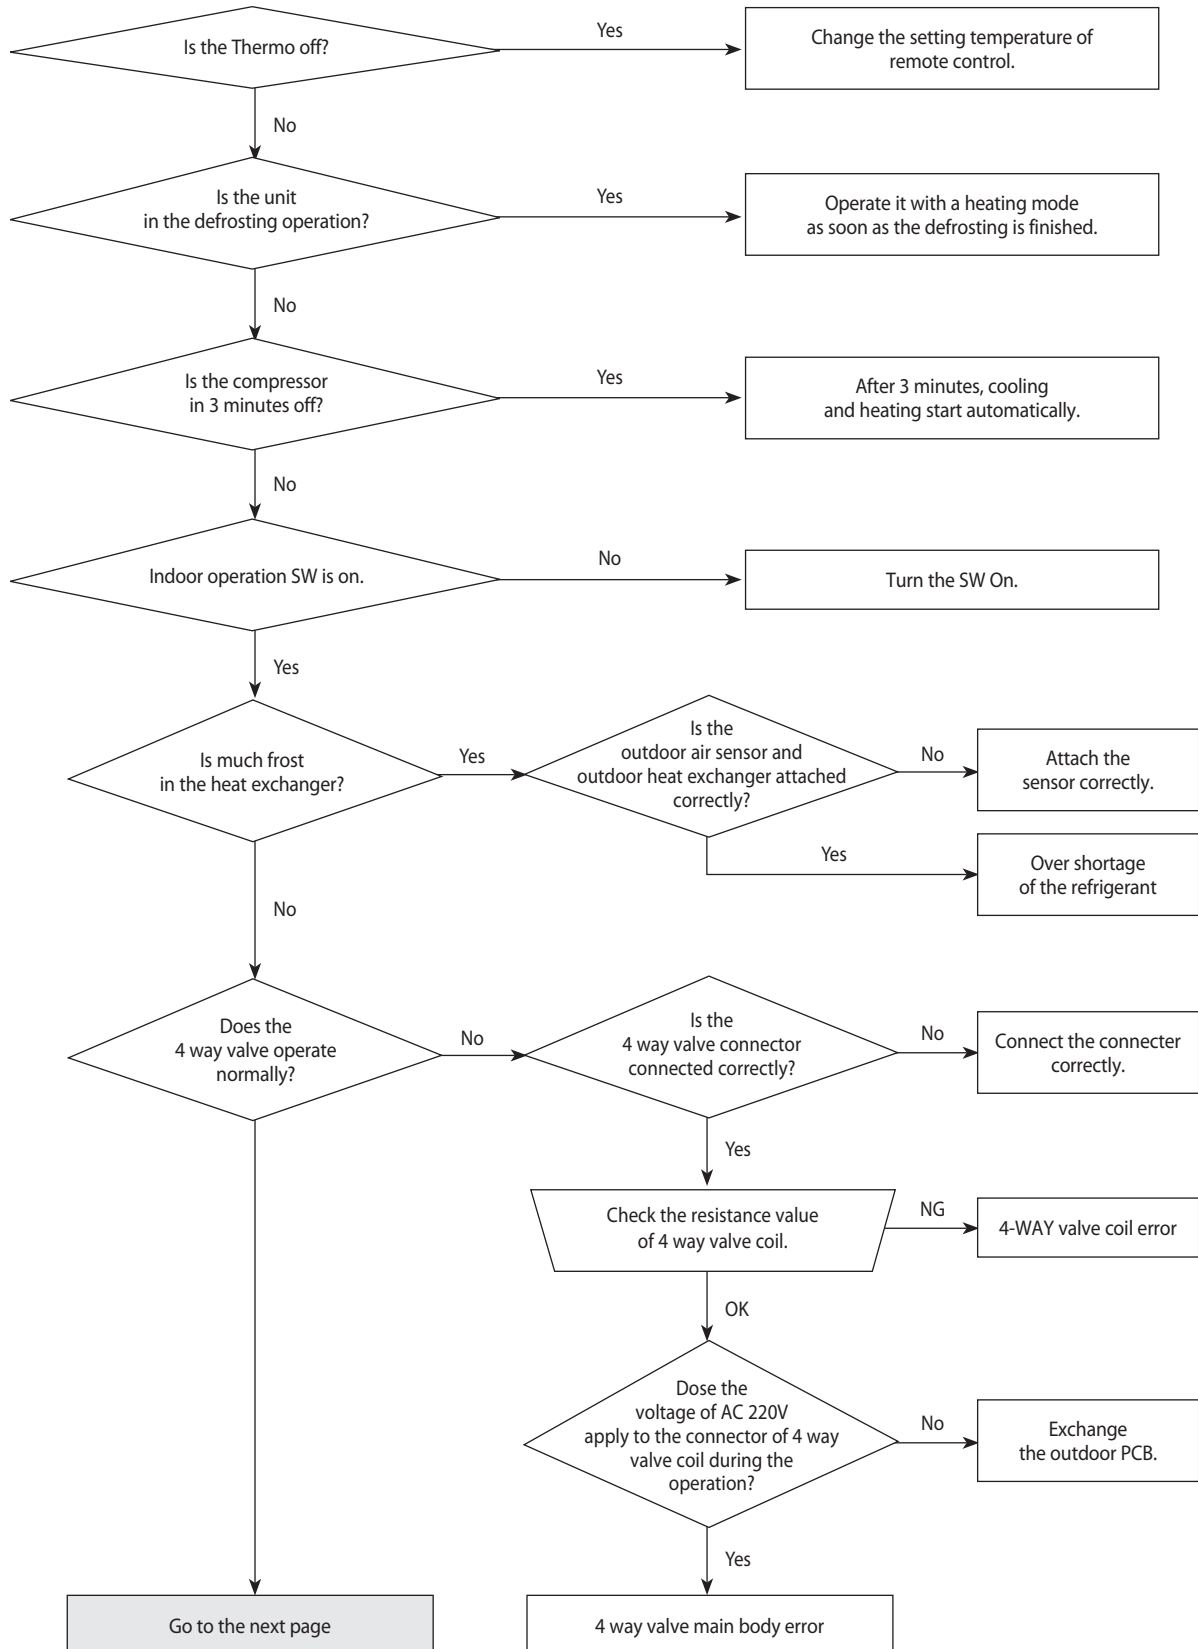 Is the Thermo off?
Yes
Change the setting temperature of
remote control.
No
Is the unit
in the defrosting operation?
Yes
Operate it with a heating mode
as soon as the defrosting is finished.
No
Is the compressor
in 3 minutes off?
Yes
After 3 minutes, cooling
and heating start automatically.
No
Indoor operation SW is on.
No
Turn the SW On.
Yes
Is much frost
in the heat exchanger?
Yes
Is the
outdoor air sensor and
outdoor heat exchanger attached
correctly?
No
Attach the
sensor correctly.
Yes
Over shortage
of the refrigerant
No
Does the
4 way valve operate
normally?
No
Is the
4 way valve connector
connected correctly?
No
Connect the connecter
correctly.
Yes
Check the resistance value
of 4 way valve coil.
NG
4-WAY valve coil error
OK
Dose the
voltage of AC 220V
apply to the connector of 4 way
valve coil during the
operation?
No
Exchange
the outdoor PCB.
Yes
Go to the next page
4 way valve main body error